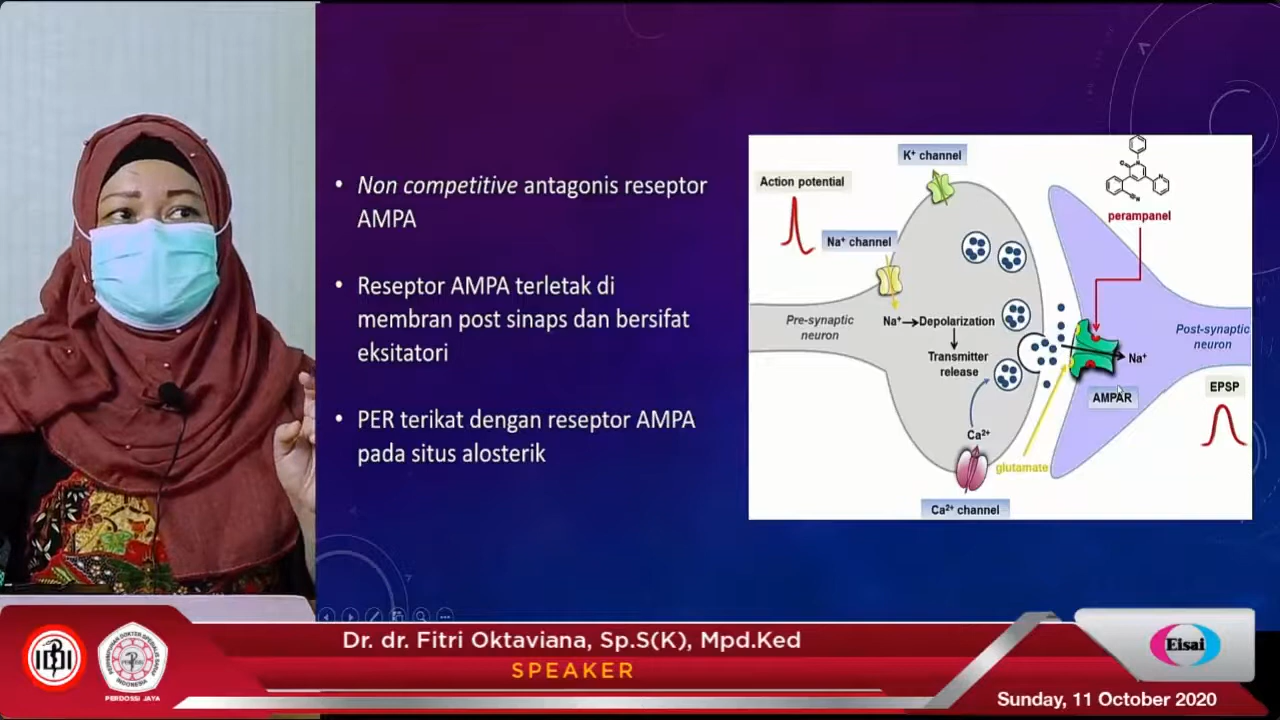 • Non competitive antagonis reseptor
AMPA
• Reseptor AMPA terletak di
membran post sinaps dan bersifat
eksitatori
• PER terikat dengan reseptor AMPA
pada situs alosterik
K⁺ channel
Action potential
Na⁺ channel
perampanel
Pre-synaptic
neuron
Na⁺→Depolarization
Transmitter
release
Post-synaptic
neuron
Na⁺
AMPAR
EPSP
Ca²⁺
glutamate
Ca²⁺ channel
O
N
N
CN
Dr. dr. Fitri Oktaviana, Sp.S(K), Mpd.Ked
SPEAKER
IDI
PERDOSSI JAYA
Eisai
Sunday, 11 October 2020